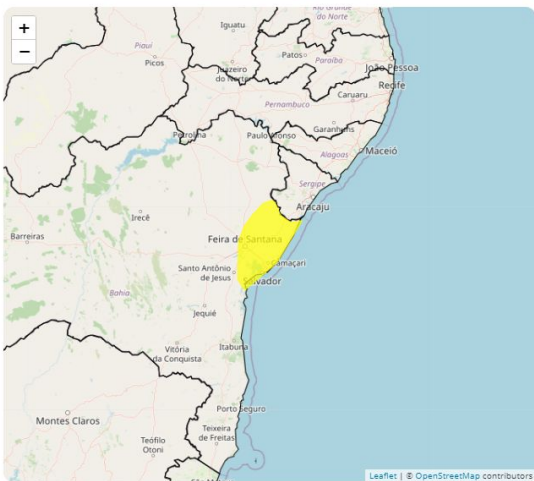 +
−
Rio Grande
do Norte
Iguatu
Piauí
Picos
Patos
Paraíba
João Pessoa
Juazeiro
do Norte
Recife
Caruaru
Pernambuco
Petrolina
Paulo Afonso
Garanhuns
Alagoas
Maceió
Sergipe
Aracaju
Irecê
Barreiras
Feira de Santana
Camaçari
Santo Antônio
de Jesus
Salvador
Bahia
Jequié
Vitória
da Conquista
Itabuna
Porto Seguro
Montes Claros
Teixeira
de Freitas
Teófilo
Otoni
Leaflet | © OpenStreetMap contributors